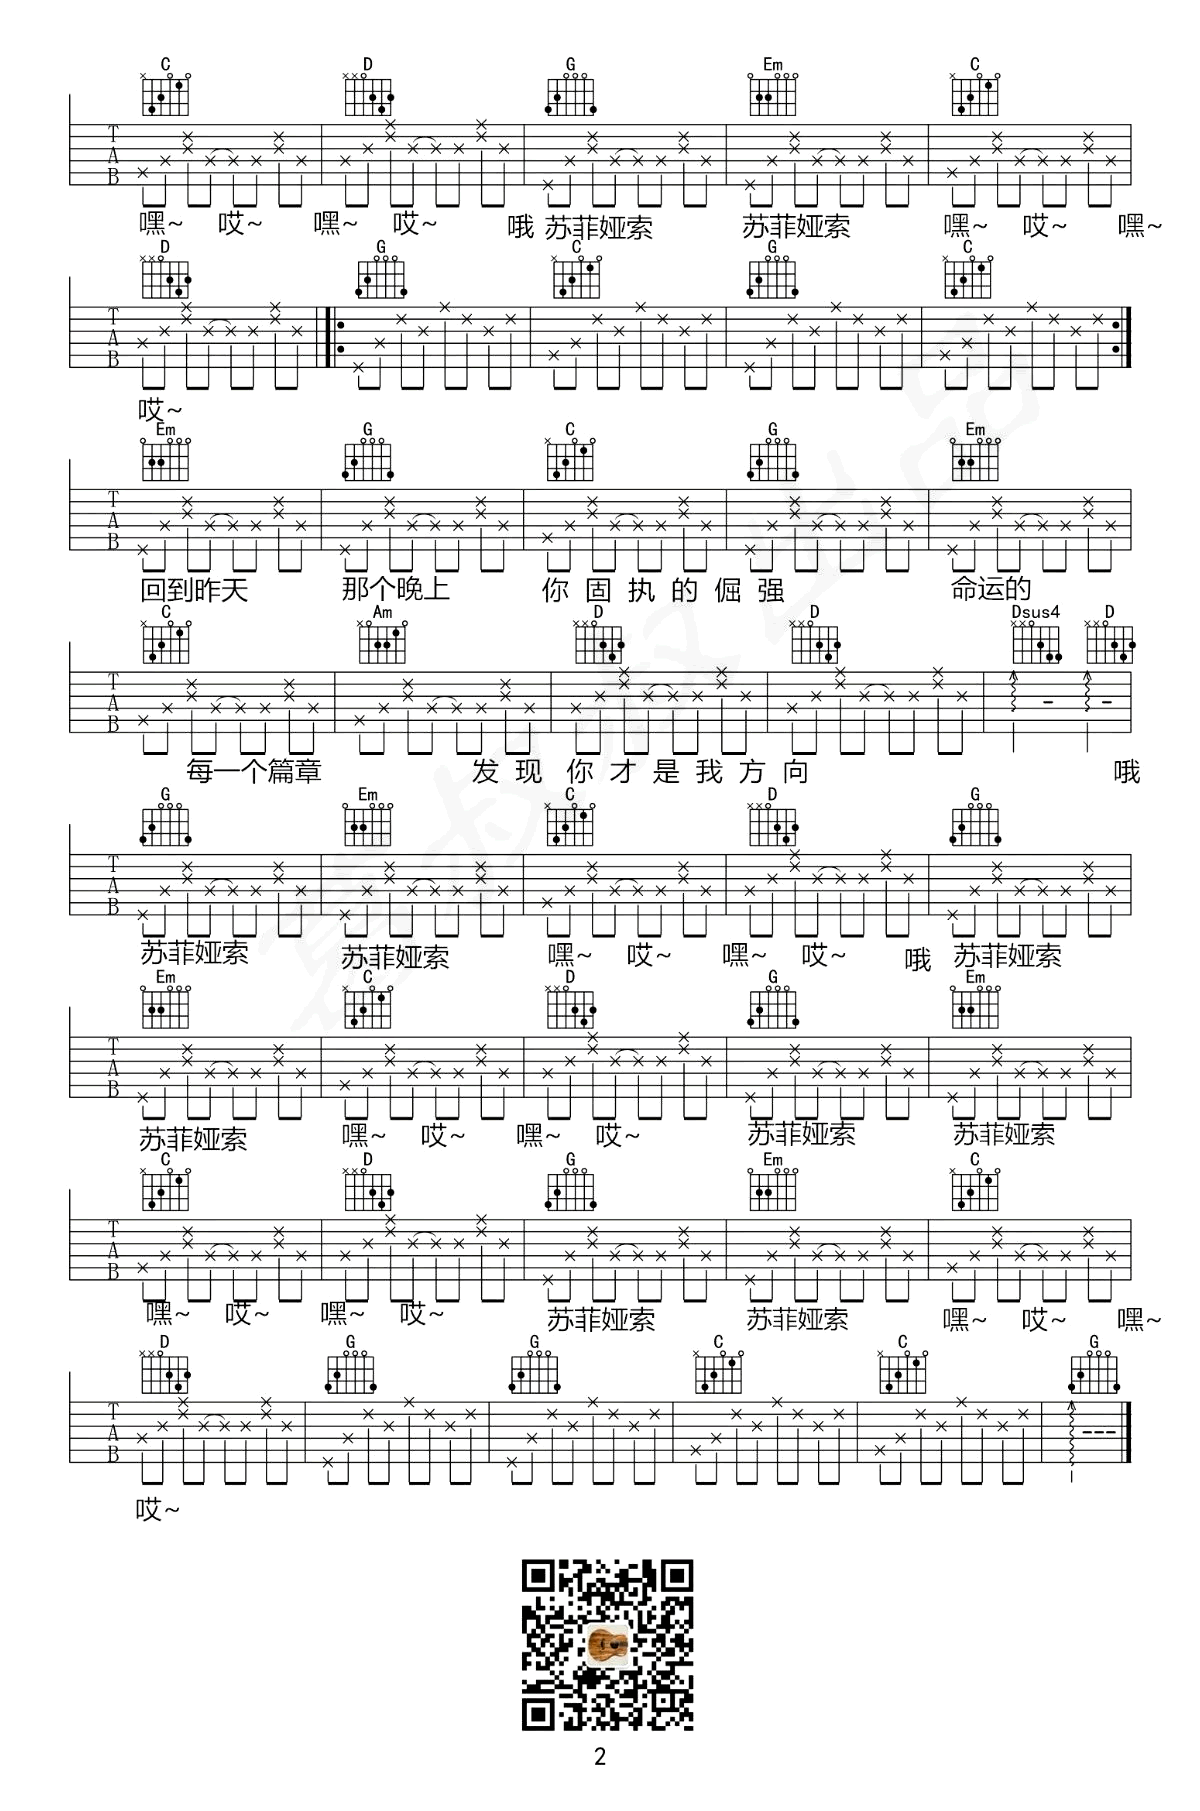 C D G Em C
T
A
B
嘿~ 哎~ 嘿~ 哎~ 哦 苏菲娅索 苏菲娅索 嘿~ 哎~ 嘿~
D G C G C
T
A
B
哎~
Em G C G Em
T
A
B
回到昨天 那个晚上 你固执的倔强 命运的
C Am D D Dsus4 D
T
A
B
每一个篇章 发现你才是我方向 哦
G Em C D G
T
A
B
苏菲娅索 苏菲娅索 嘿~ 哎~ 嘿~ 哎~ 哦 苏菲娅索
Em C D G Em
T
A
B
苏菲娅索 嘿~ 哎~ 嘿~ 哎~ 苏菲娅索 苏菲娅索
C D G Em C
T
A
B
嘿~ 哎~ 嘿~ 哎~ 苏菲娅索 苏菲娅索 嘿~ 哎~ 嘿~
D G G C C G
T
A
B
哎~
2